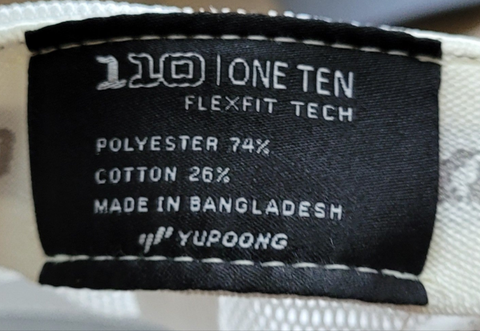 110 | ONE TEN
FLEXFIT TECH
POLYESTER 74%
COTTON 26%
MADE IN BANGLADESH
YUPOONG